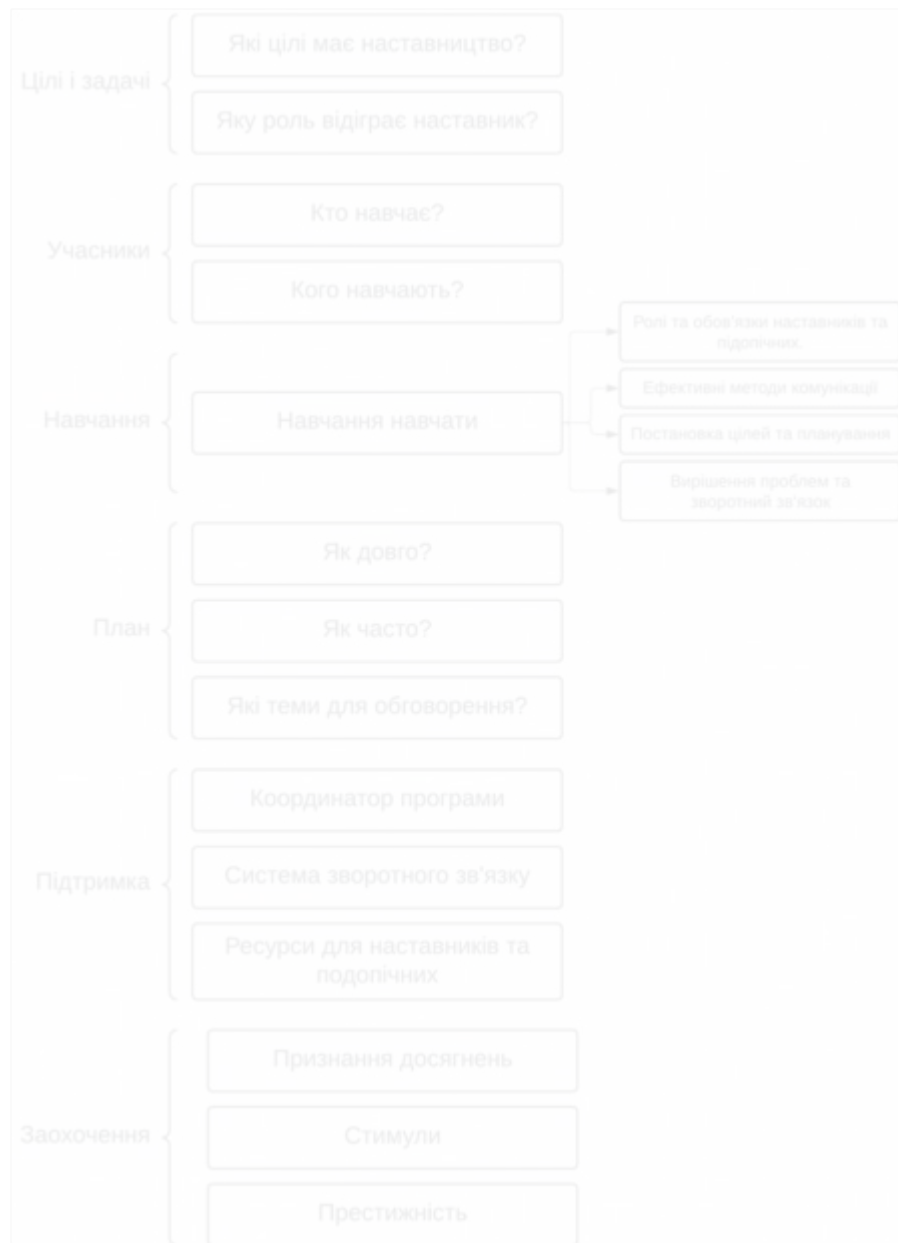 Які цілі має наставництво?
Цілі і задачі
Яку роль відіграє наставник?
Кто навчає?
Учасники
Кого навчають?
Ролі та обов'язки наставників та
підопічних,
Ефективні методи комунікації
Навчання
Навчання навчати
Постановка цілей та планування
Вирішення проблем та
зворотний зв'язок
Як довго?
План
Як часто?
Які теми для обговорення?
Координатор програми
Підтримка
Система зворотного зв'язку
Ресурси для наставників та
подопічних
Признання досягнень
Заохочення
Стимули
Престижність